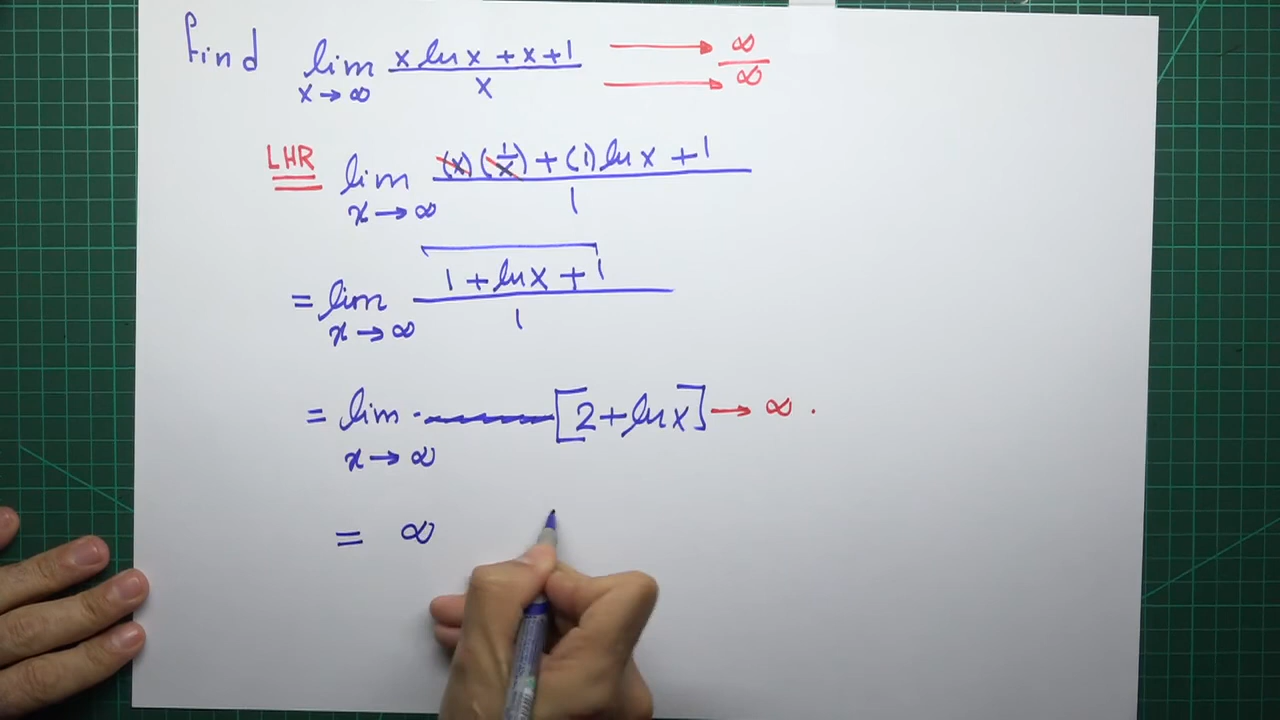 find lim x→∞ (x ln x + x + 1)/x → ∞ → ∞
LHR lim x→∞ ((x)(1/x) + (1) ln x + 1)/1
= lim x→∞ (1 + ln x + 1)/1
= lim x→∞ [2 + ln x] → ∞ .
= ∞